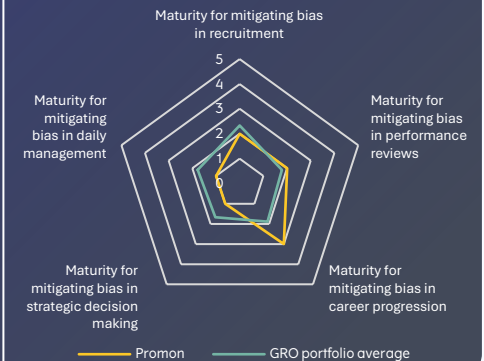 Maturity for mitigating bias
in recruitment
5
4
3
2
1
0
Maturity for
mitigating
bias in daily
management
Maturity for
mitigating bias
in performance
reviews
Maturity for
mitigating bias in
strategic decision
making
Maturity for
mitigating bias in
career progression
Promon
GRO portfolio average